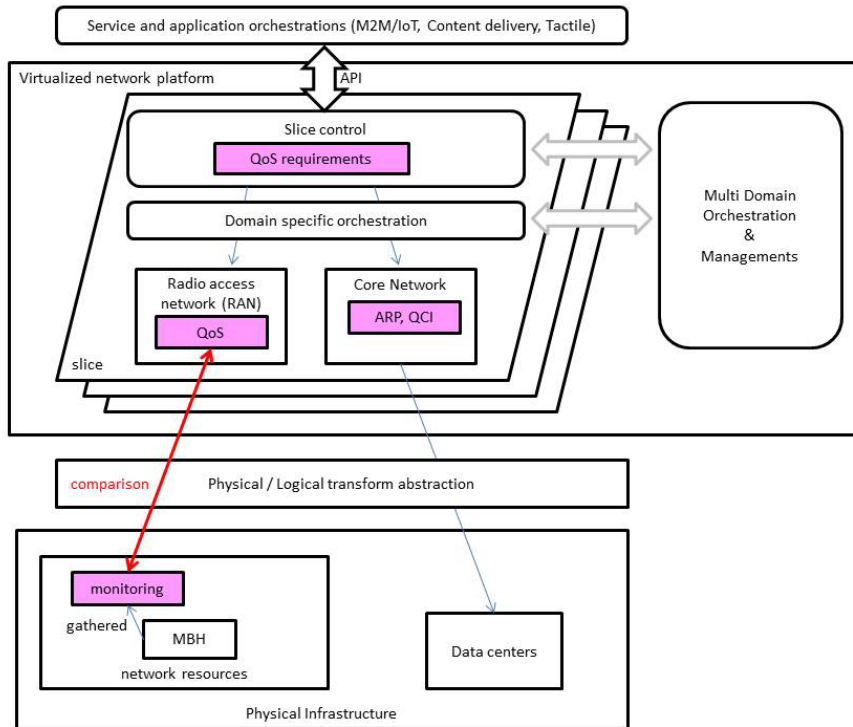 Service and application orchestrations (M2M/IoT, Content delivery, Tactile)
Virtualized network platform
API
Slice control
QoS requirements
Domain specific orchestration
Multi Domain
Orchestration
&
Managements
Radio access
network (RAN)
QoS
Core Network
ARP, QCI
slice
comparison
Physical / Logical transform abstraction
monitoring
gathered
MBH
network resources
Data centers
Physical Infrastructure